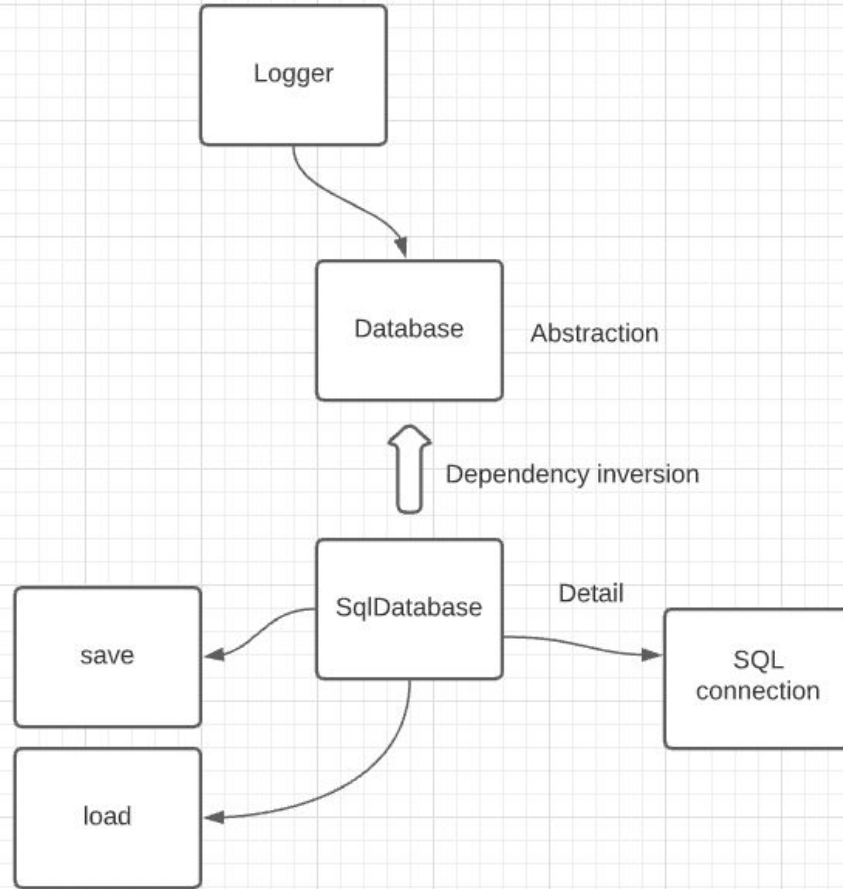 Logger
Database
Abstraction
Dependency inversion
SqlDatabase
Detail
save
SQL
connection
load